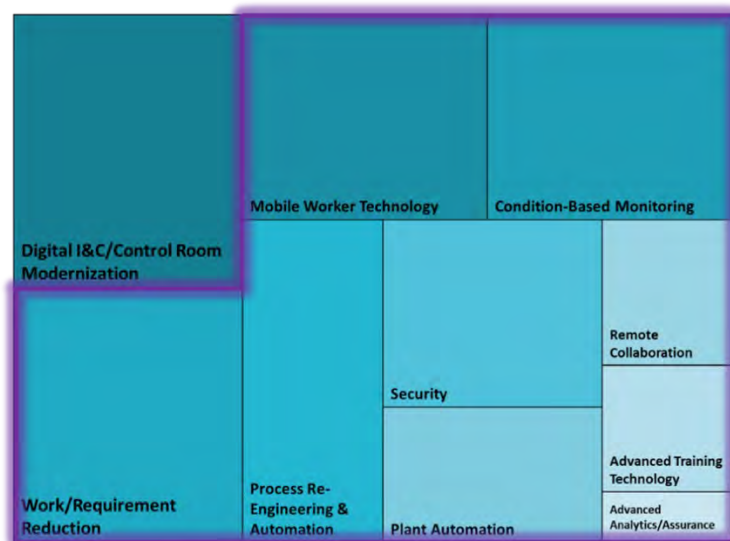 Mobile Worker Technology
Condition-Based Monitoring
Digital I&C/Control Room
Modernization
Remote
Collaboration
Security
Advanced Training
Technology
Work/Requirement
Reduction
Process Re-
Engineering &
Automation
Plant Automation
Advanced
Analytics/Assurance